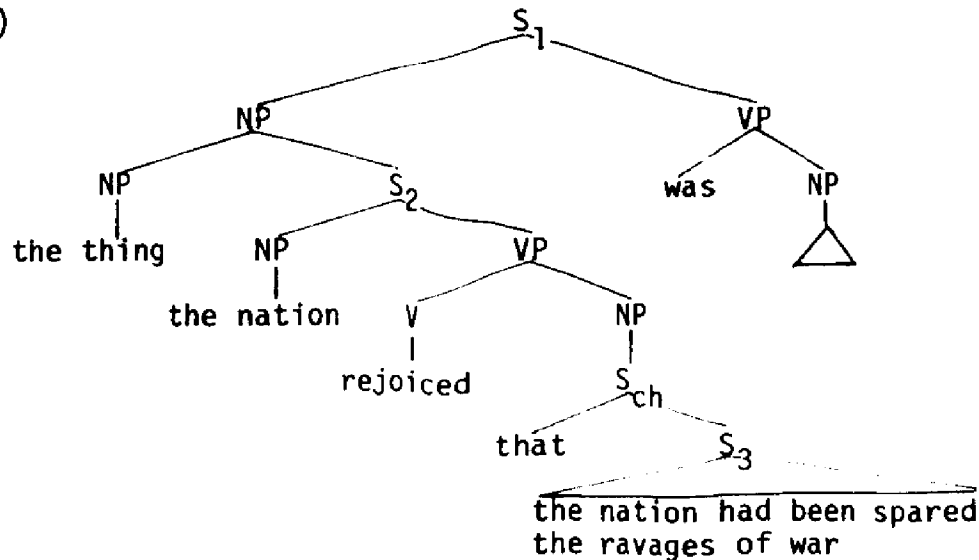 )
S1
NP VP
NP S2 was NP
the thing NP VP
the nation V NP
rejoiced Sch
that S3
the nation had been spared
the ravages of war